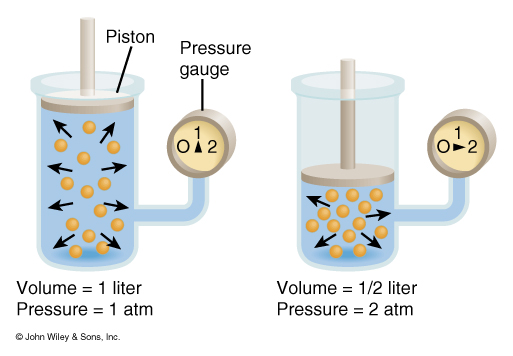 Piston
Pressure
gauge
1
O 2
1
O 2
Volume = 1 liter
Pressure = 1 atm
Volume = 1/2 liter
Pressure = 2 atm
© John Wiley & Sons, Inc.